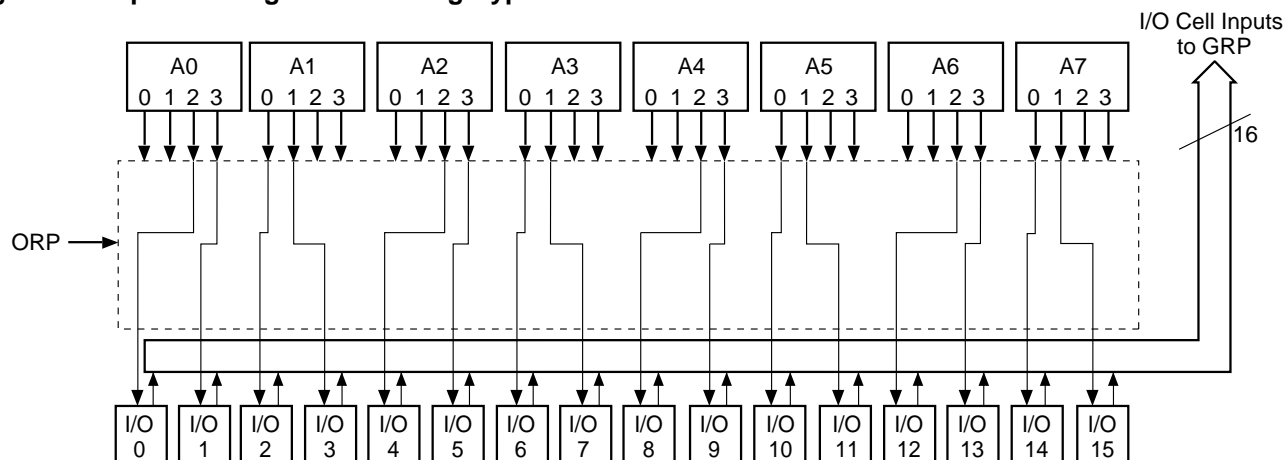 I/O Cell Inputs
to GRP
A0 A1 A2 A3 A4 A5 A6 A7
0 1 2 3 0 1 2 3 0 1 2 3 0 1 2 3 0 1 2 3 0 1 2 3 0 1 2 3 0 1 2 3
16
ORP
I/O I/O I/O I/O I/O I/O I/O I/O I/O I/O I/O I/O I/O I/O I/O I/O
0 1 2 3 4 5 6 7 8 9 10 11 12 13 14 15